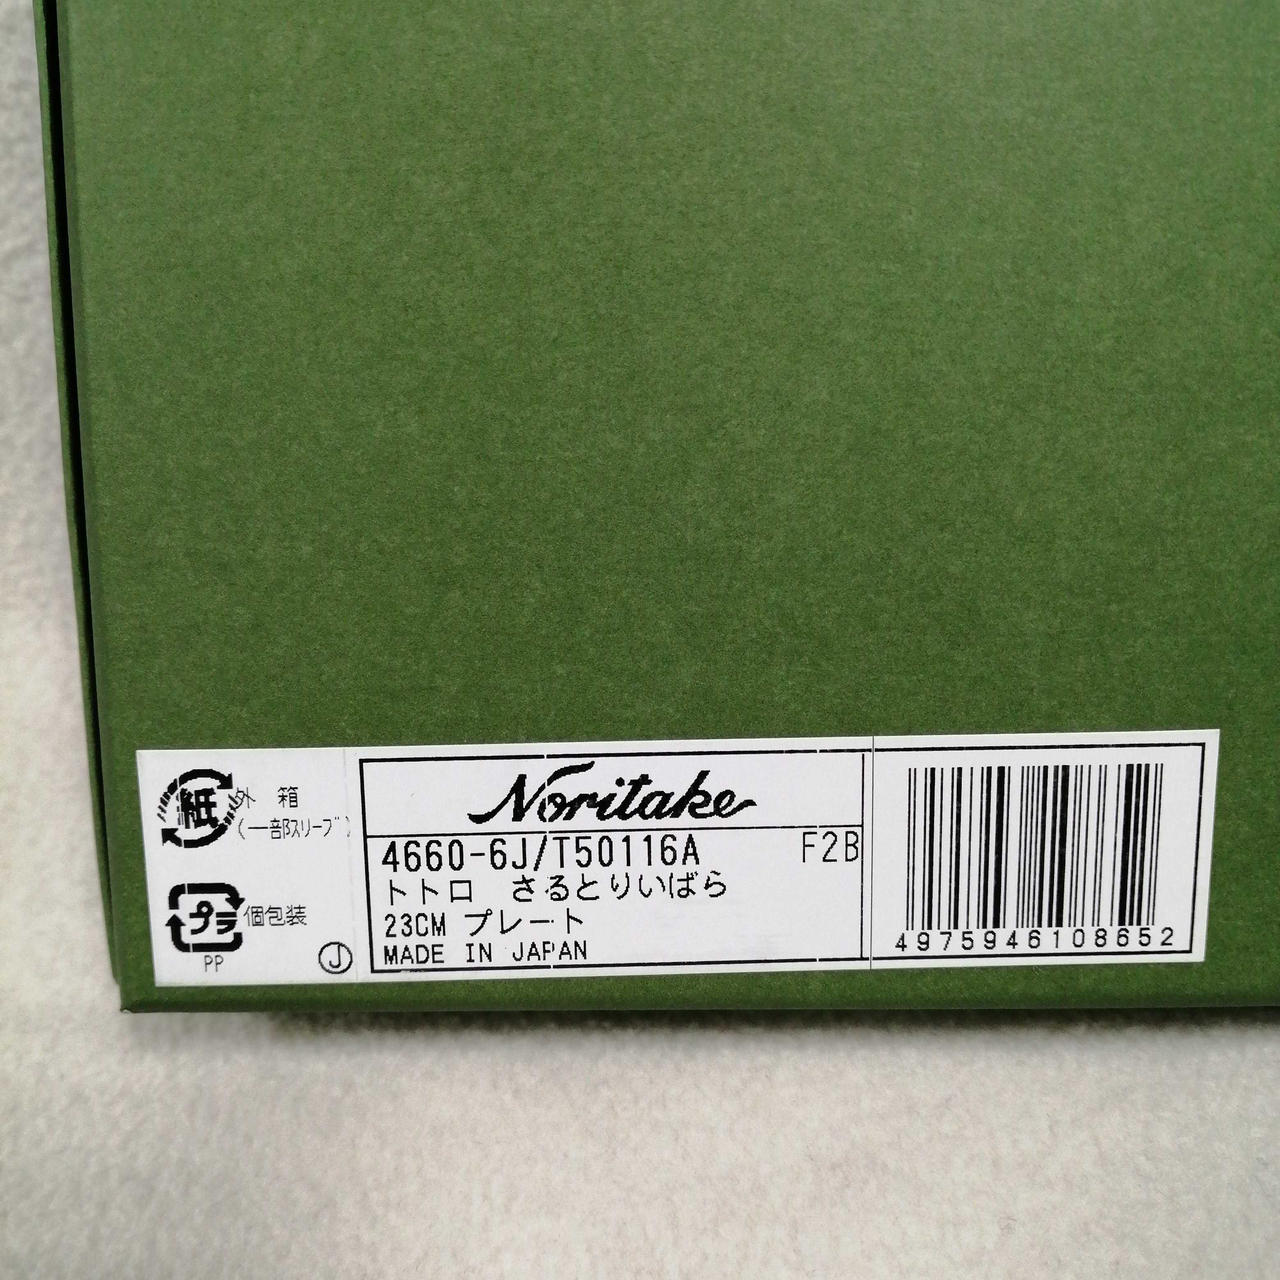 紙 外 箱
(一部スリーブ)
プラ 個包装
PP
J
Noritake
4660-6J/T50116A F2B
トトロ さるとりいばら
23CM プレート
MADE IN JAPAN
4975946108652